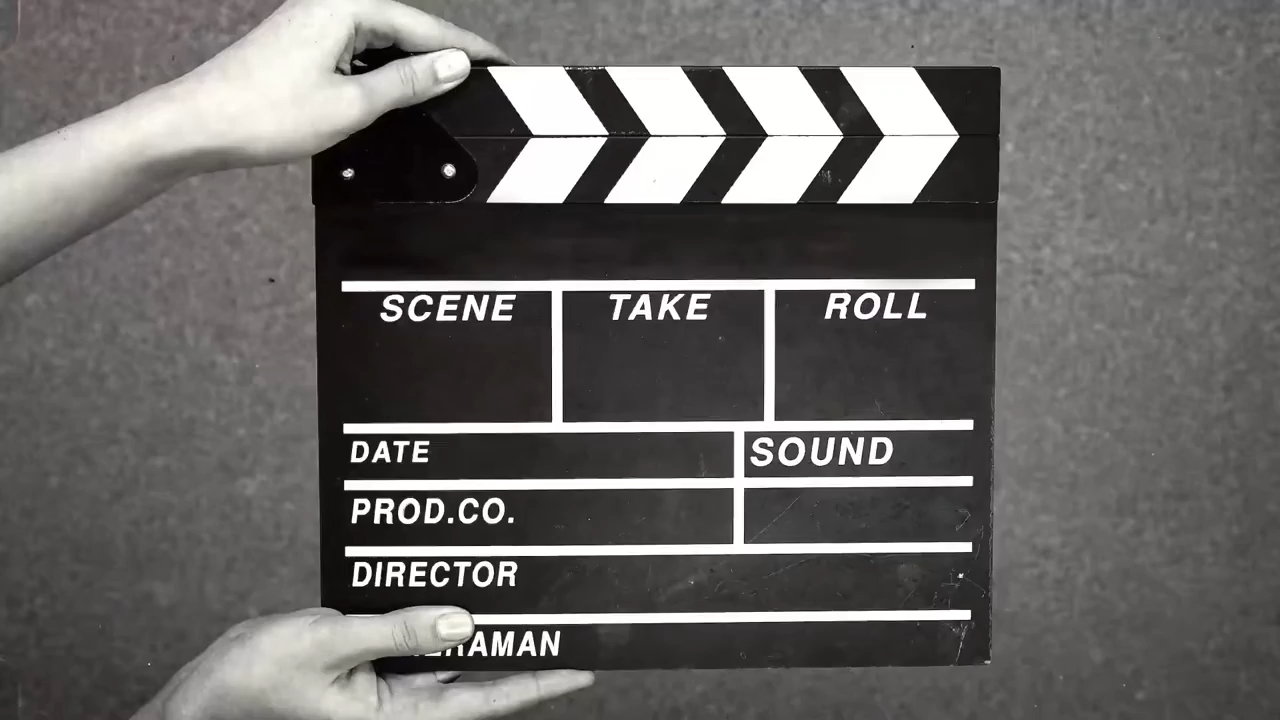 SCENE TAKE ROLL
DATE SOUND
PROD.CO.
DIRECTOR